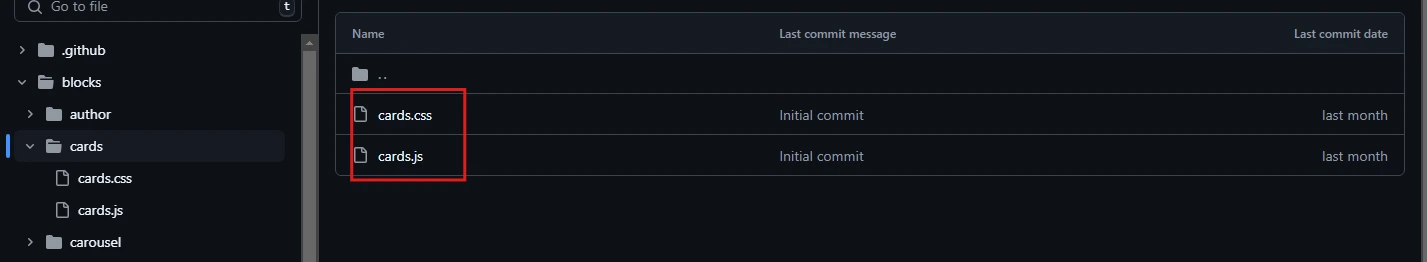 Go to file
t
.github
blocks
author
cards
cards.css
cards.js
carousel
Name Last commit message Last commit date
..
cards.css Initial commit last month
cards.js Initial commit last month